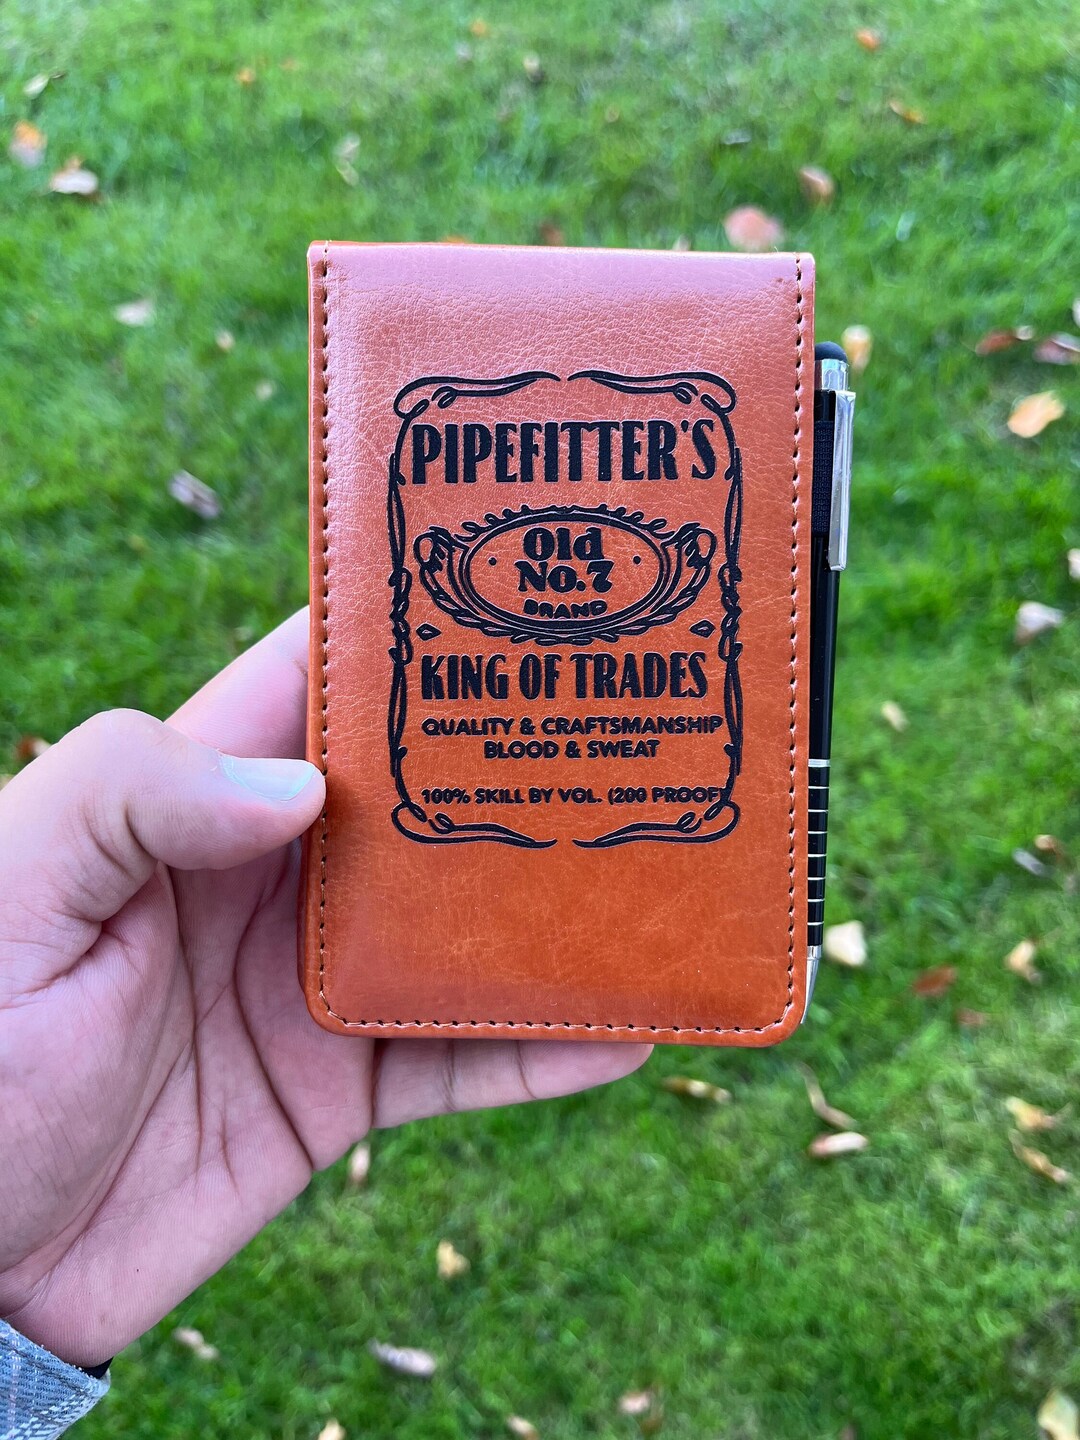 PIPEFITTER'S
Old
No.7
BRAND
KING OF TRADES
QUALITY & CRAFTSMANSHIP
BLOOD & SWEAT
100% SKILL BY VOL. (200 PROOF)